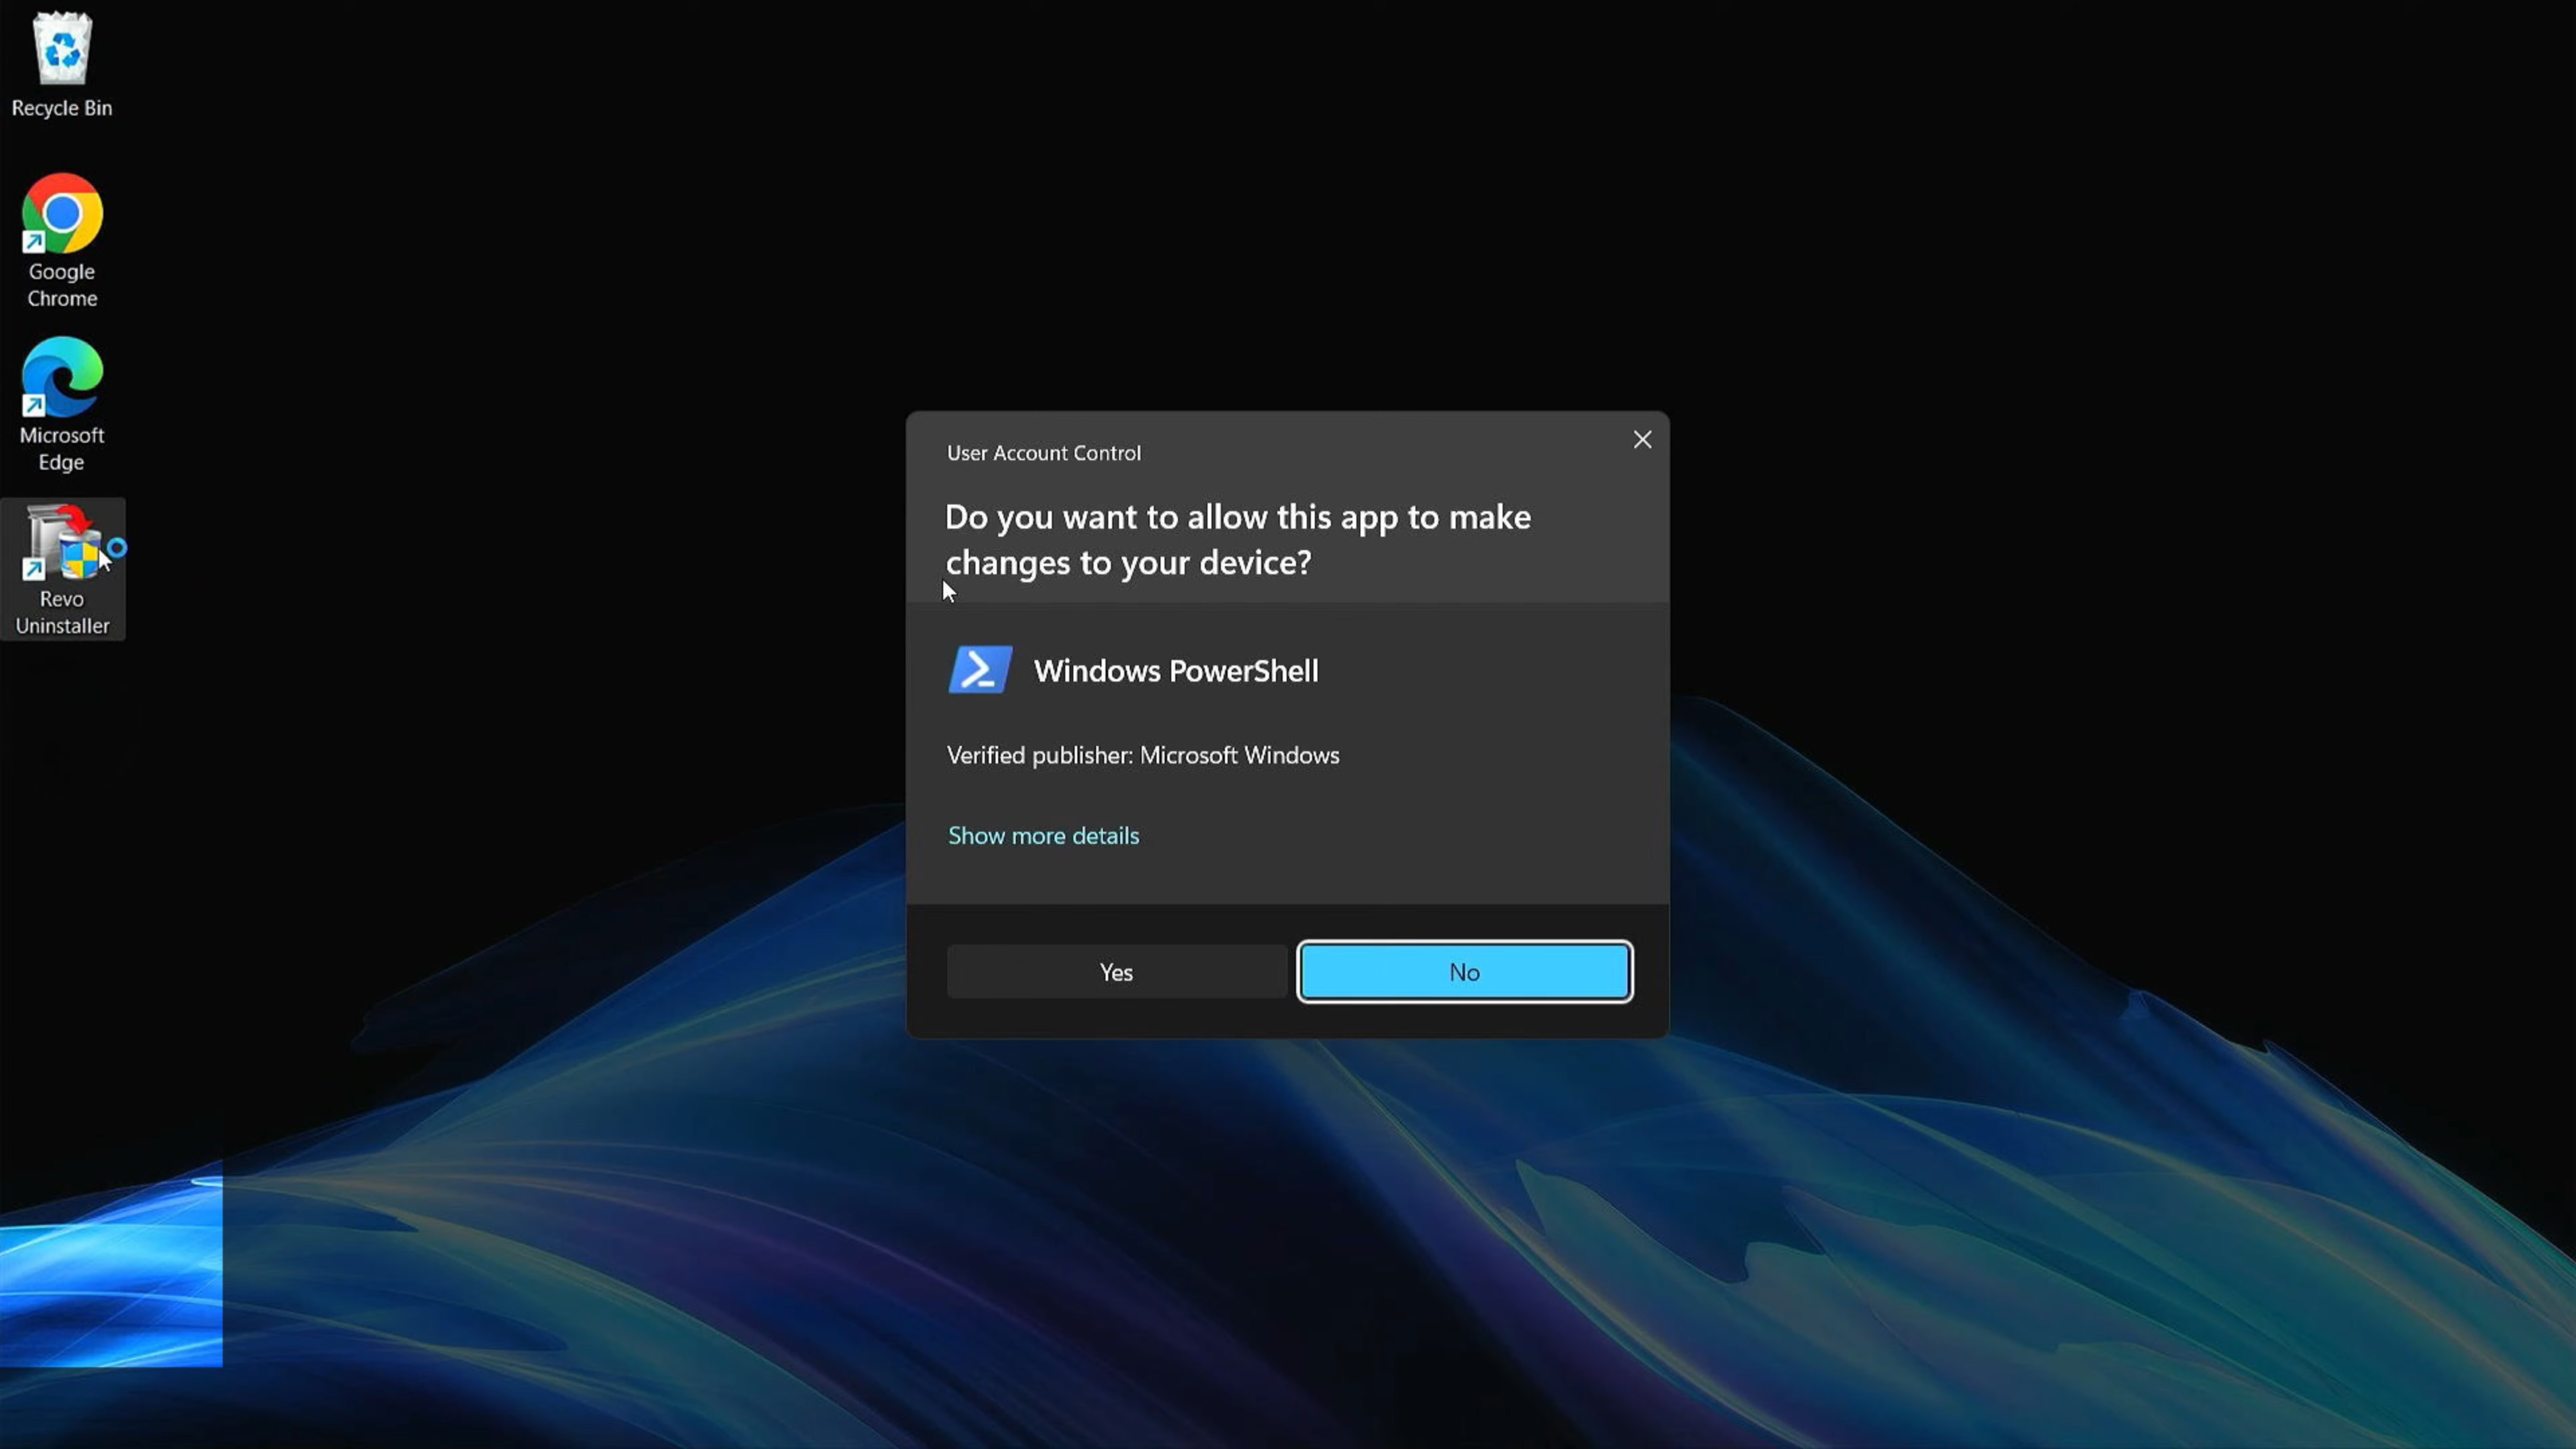 Recycle Bin
Google
Chrome
Microsoft
Edge
Revo
Uninstaller
User Account Control
Do you want to allow this app to make
changes to your device?
Windows PowerShell
Verified publisher: Microsoft Windows
Show more details
Yes
No